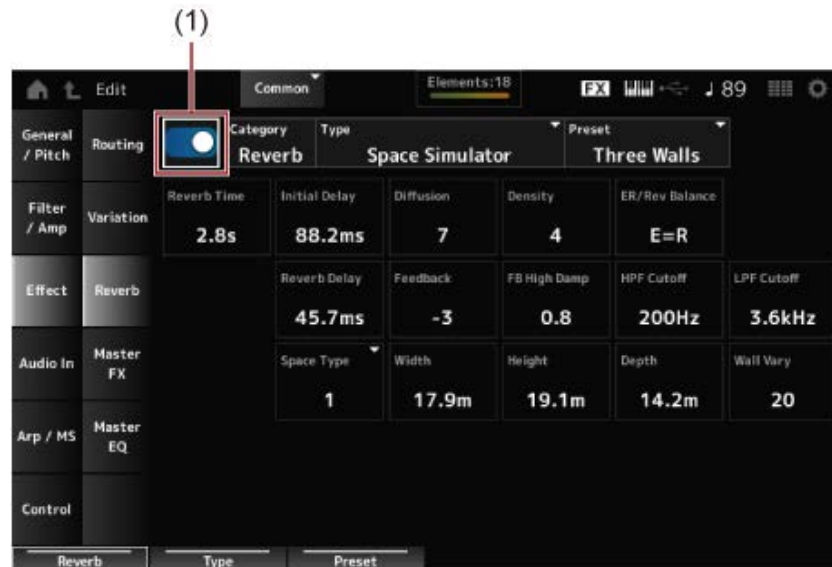 (1)
Edit
Common
Elements:18
FX
♩ 89
General / Pitch
Routing
Category
Reverb
Type
Space Simulator
Preset
Three Walls
Filter / Amp
Variation
Reverb Time
2.8s
Initial Delay
88.2ms
Diffusion
7
Density
4
ER/Rev Balance
E=R
Effect
Reverb
Reverb Delay
45.7ms
Feedback
-3
FB High Damp
0.8
HPF Cutoff
200Hz
LPF Cutoff
3.6kHz
Audio In
Master FX
Space Type
1
Width
17.9m
Height
19.1m
Depth
14.2m
Wall Vary
20
Arp / MS
Master EQ
Control
Reverb
Type
Preset